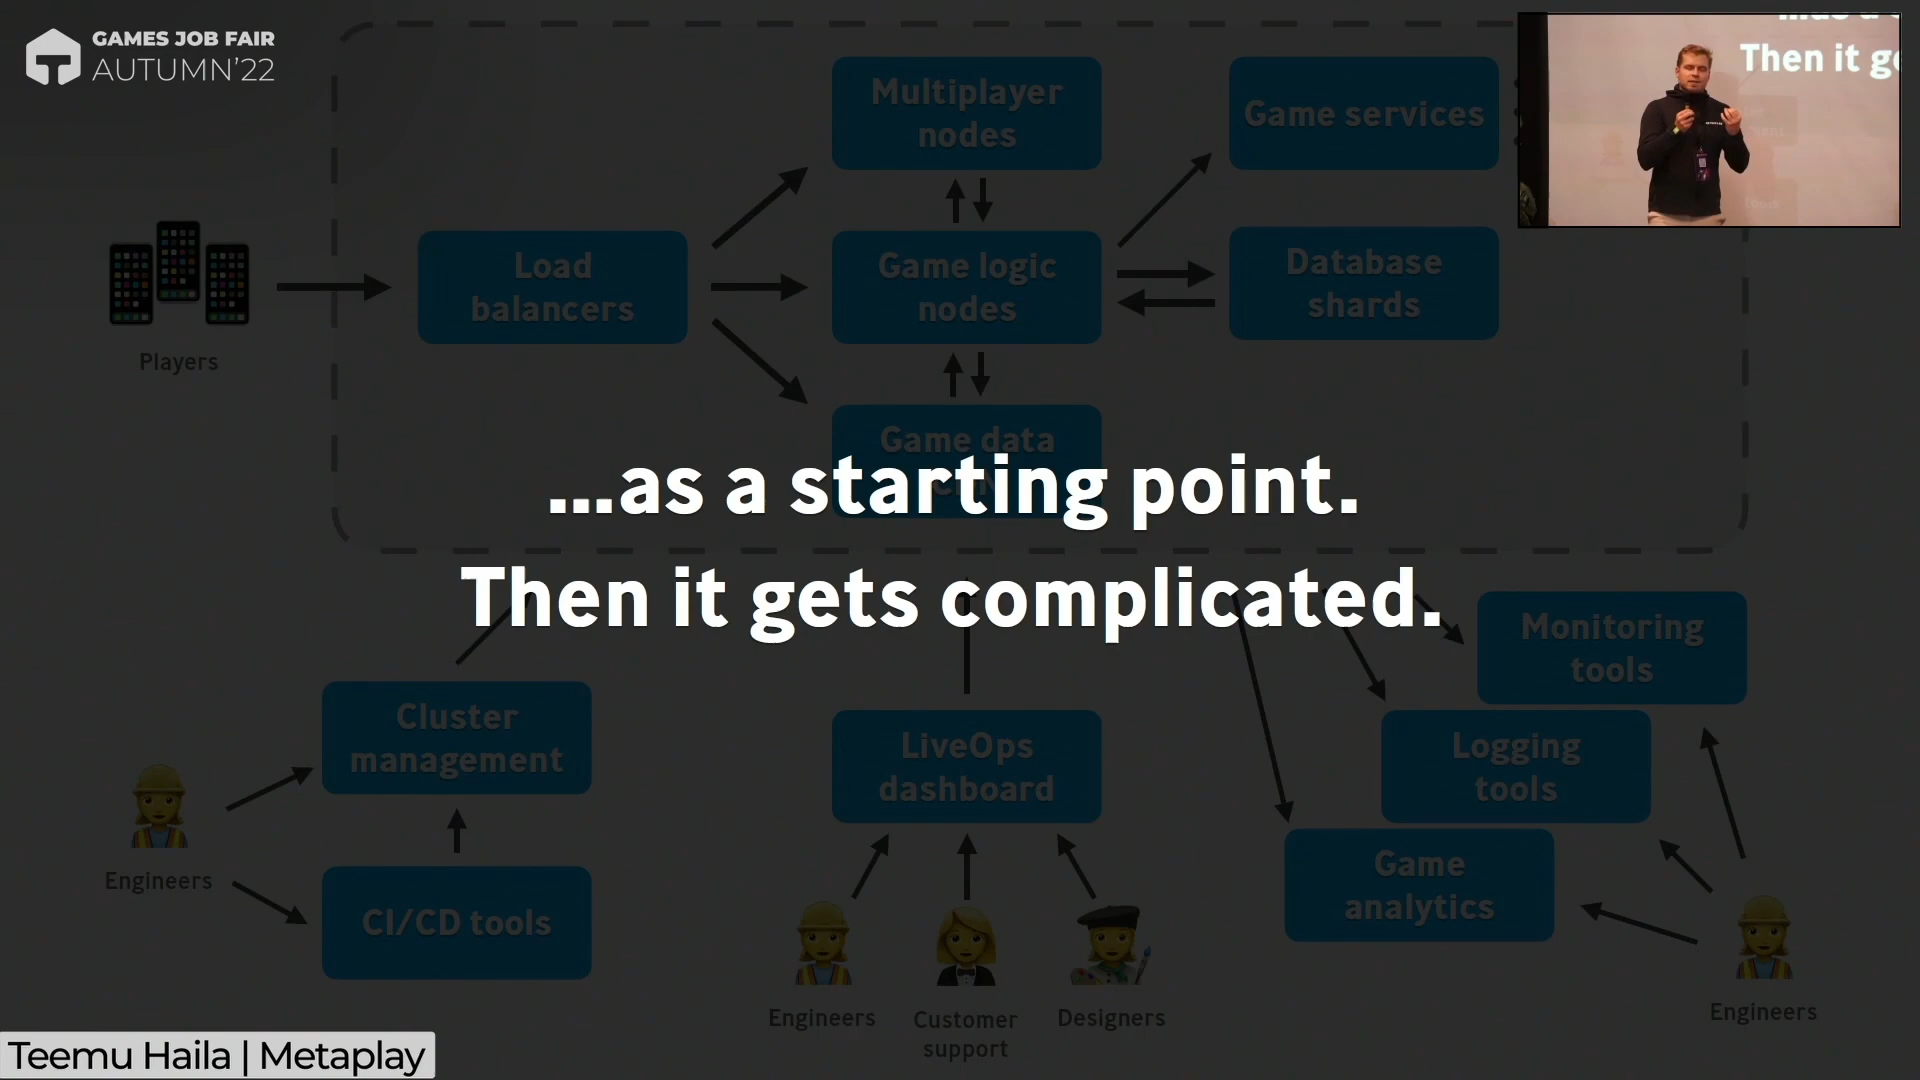 GAMES JOB FAIR
AUTUMN'22
Then it ge
Multiplayer
nodes
Game services
Load
balancers
Game logic
nodes
Database
shards
Players
Game data
...as a starting point.
Then it gets complicated.
Monitoring
tools
Cluster
management
LiveOps
dashboard
Logging
tools
Engineers
CI/CD tools
Game
analytics
Engineers
Customer
support
Designers
Engineers
Teemu Haila | Metaplay